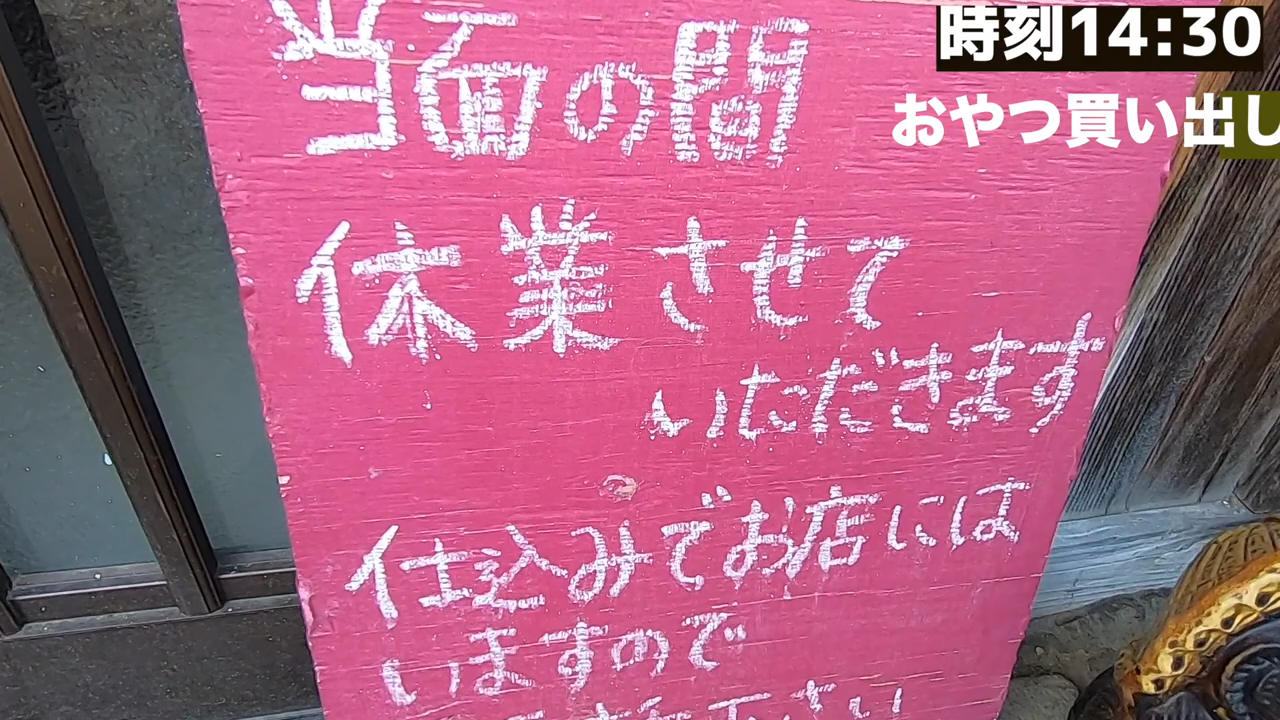 時刻14:30
おやつ買い出し
当面の間
休業させて
いただきます
仕込みでお店には
いますので